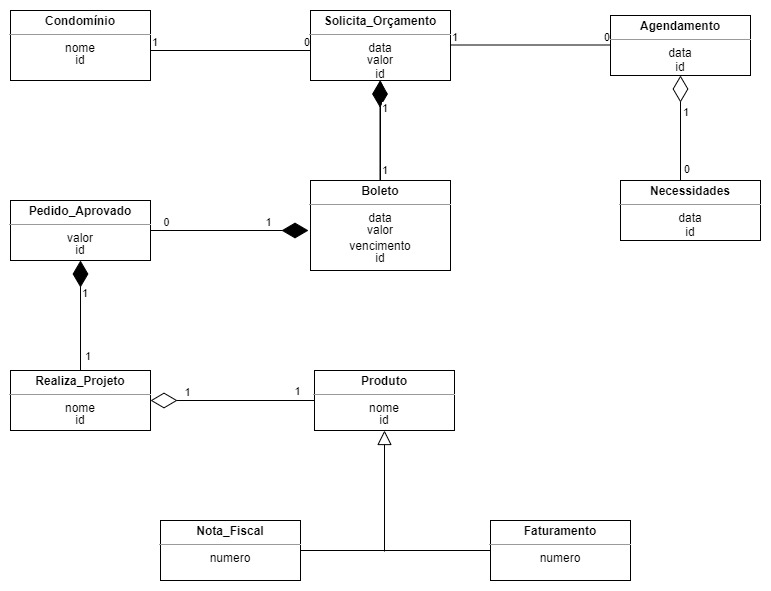 Condomínio
nome
id
1
0
Solicita_Orçamento
data
valor
id
1
0
Agendamento
data
id
1
1
1
0
Boleto
data
valor
vencimento
id
Necessidades
data
id
Pedido_Aprovado
valor
id
0
1
1
1
Realiza_Projeto
nome
id
1
1
Produto
nome
id
Nota_Fiscal
numero
Faturamento
numero